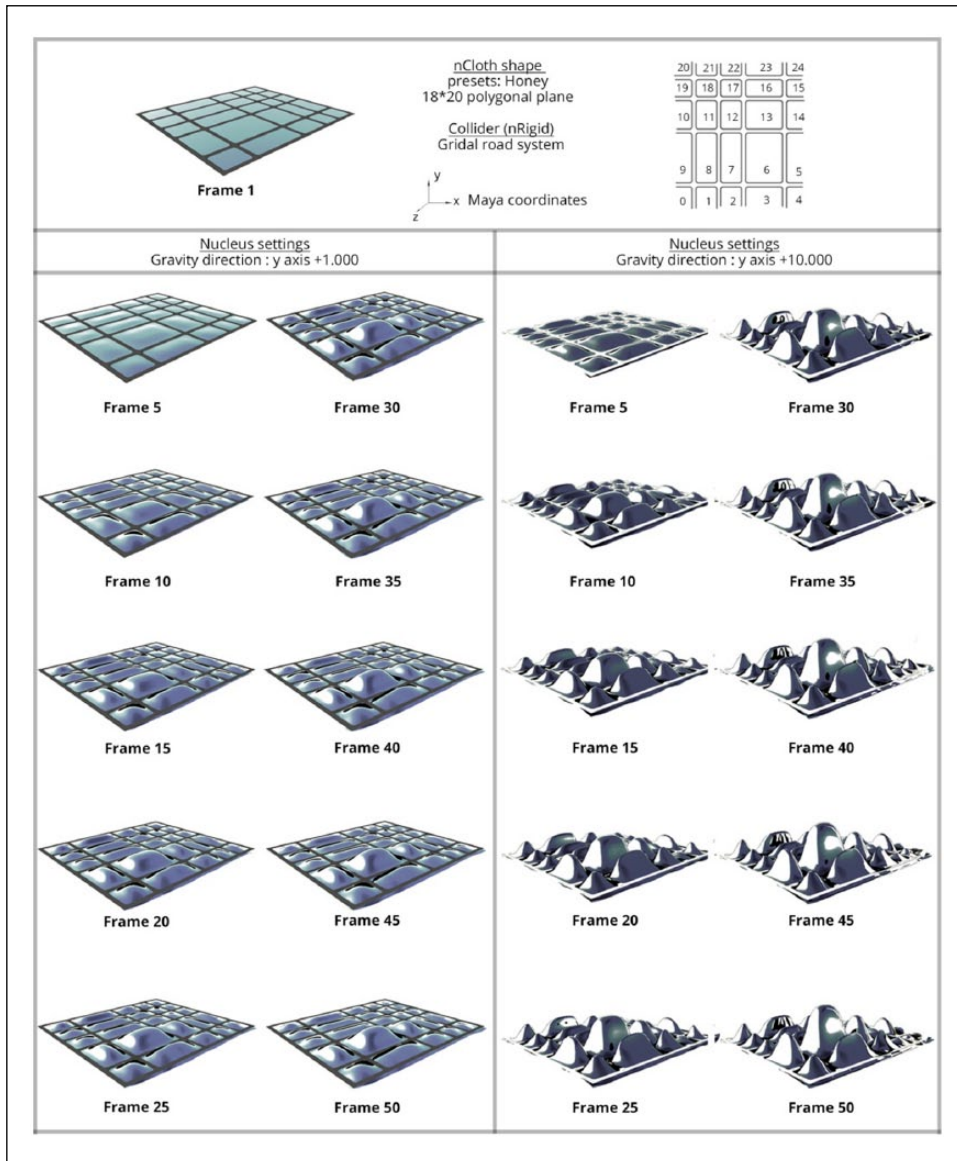 nCloth shape
presets: Honey
18*20 polygonal plane
Collider (nRigid)
Gridal road system
y
x
z
Maya coordinates
Frame 1
20 21 22 23 24
19 18 17 16 15
10 11 12 13 14
9 8 7 6 5
0 1 2 3 4
Nucleus settings
Gravity direction : y axis +1.000
Frame 5
Frame 30
Frame 10
Frame 35
Frame 15
Frame 40
Frame 20
Frame 45
Frame 25
Frame 50
Nucleus settings
Gravity direction : y axis +10.000
Frame 5
Frame 30
Frame 10
Frame 35
Frame 15
Frame 40
Frame 20
Frame 45
Frame 25
Frame 50